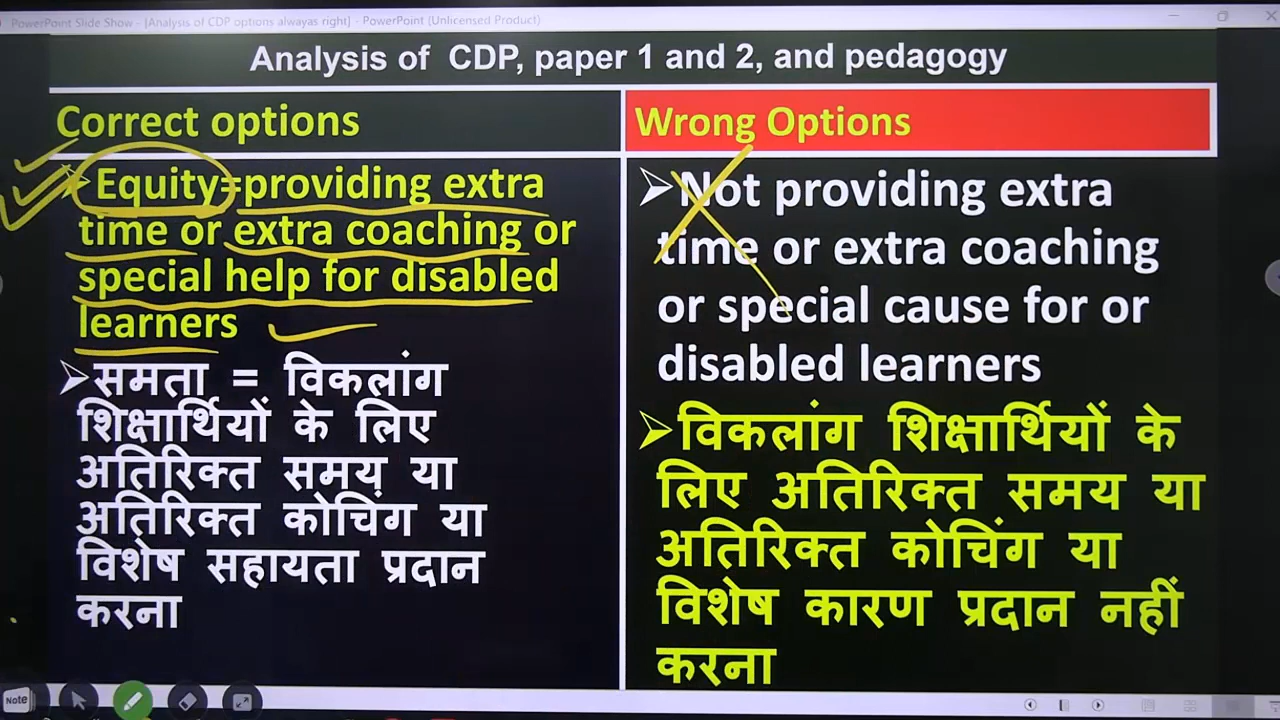 PowerPoint Slide Show - [Analysis of CDP options alwayas right] - PowerPoint (Unlicensed Product)
Analysis of CDP, paper 1 and 2, and pedagogy
Correct options
Equity=providing extra
time or extra coaching or
special help for disabled
learners
समता = विकलांग
शिक्षार्थियों के लिए
अतिरिक्त समय या
अतिरिक्त कोचिंग या
विशेष सहायता प्रदान
करना
Wrong Options
Not providing extra
time or extra coaching
or special cause for or
disabled learners
विकलांग शिक्षार्थियों के
लिए अतिरिक्त समय या
अतिरिक्त कोचिंग या
विशेष कारण प्रदान नहीं
करना
Note